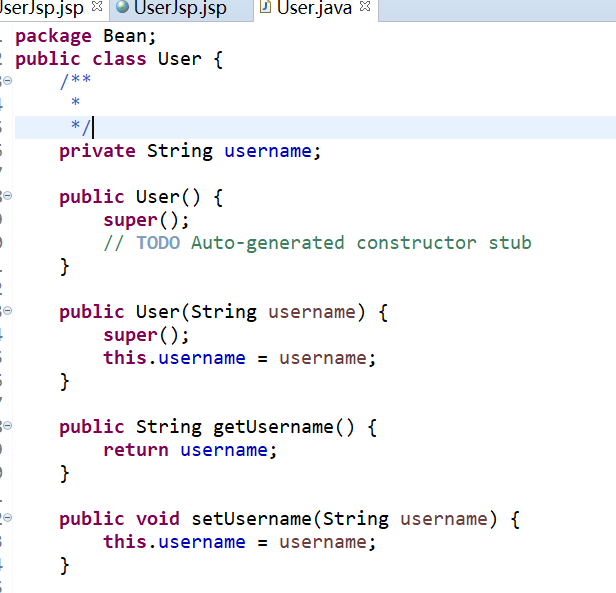 UserJsp.jsp UserJsp.jsp User.java
package Bean;
public class User {
/**
*
*/
private String username;
public User() {
super();
// TODO Auto-generated constructor stub
}
public User(String username) {
super();
this.username = username;
}
public String getUsername() {
return username;
}
public void setUsername(String username) {
this.username = username;
}